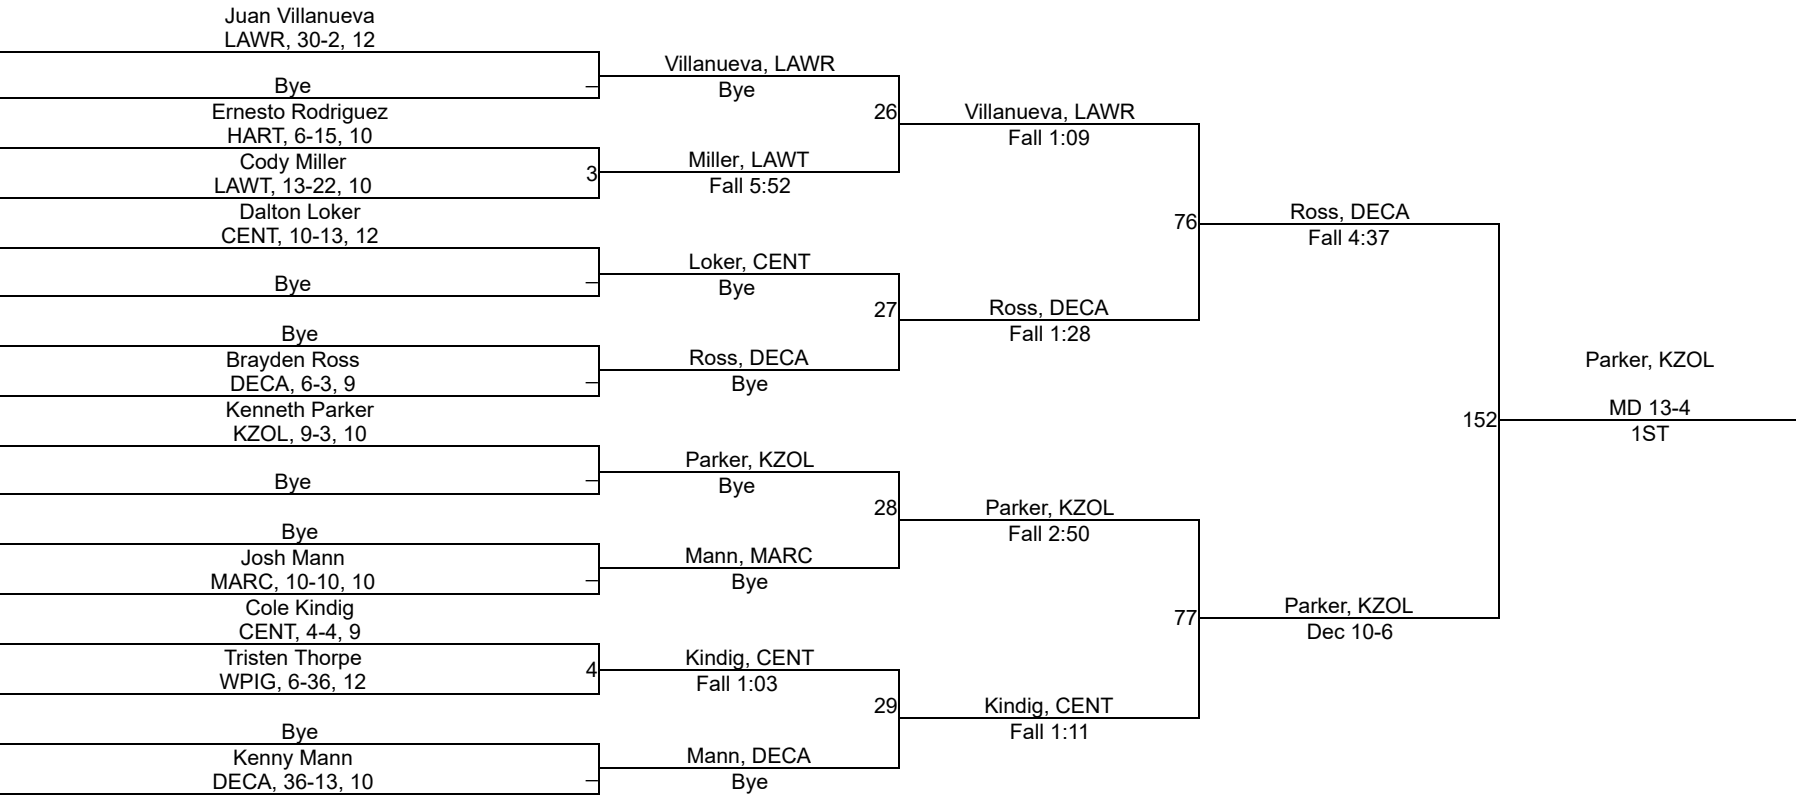 Juan Villanueva
LAWR, 30-2, 12
Bye
Ernesto Rodriguez
HART, 6-15, 10
Cody Miller
LAWT, 13-22, 10
3
Dalton Loker
CENT, 10-13, 12
Bye
Bye
Brayden Ross
DECA, 6-3, 9
Kenneth Parker
KZOL, 9-3, 10
Bye
Bye
Josh Mann
MARC, 10-10, 10
Cole Kindig
CENT, 4-4, 9
Tristen Thorpe
WPIG, 6-36, 12
4
Bye
Kenny Mann
DECA, 36-13, 10
Villanueva, LAWR
Bye
26
Miller, LAWT
Fall 5:52
Loker, CENT
Bye
27
Ross, DECA
Bye
Parker, KZOL
Bye
28
Mann, MARC
Bye
Kindig, CENT
Fall 1:03
29
Mann, DECA
Bye
Villanueva, LAWR
Fall 1:09
76
Ross, DECA
Fall 1:28
Parker, KZOL
Fall 2:50
77
Kindig, CENT
Fall 1:11
Ross, DECA
Fall 4:37
152
Parker, KZOL
Dec 10-6
Parker, KZOL
MD 13-4
1ST